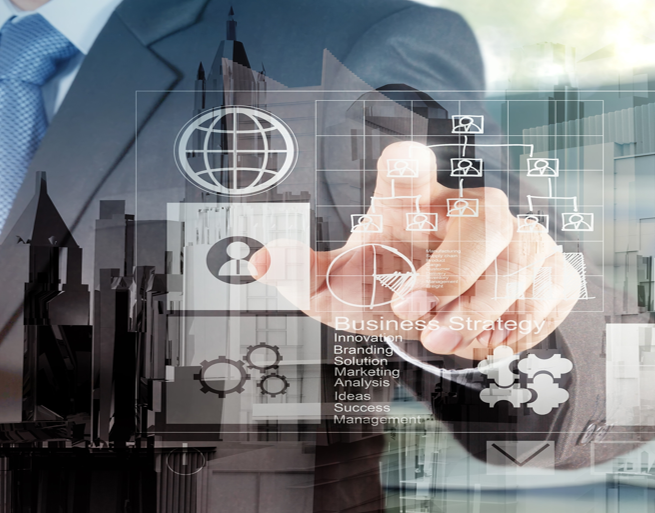 Business Strategy
Innovation
Branding
Solution
Marketing
Analysis
Ideas
Success
Management